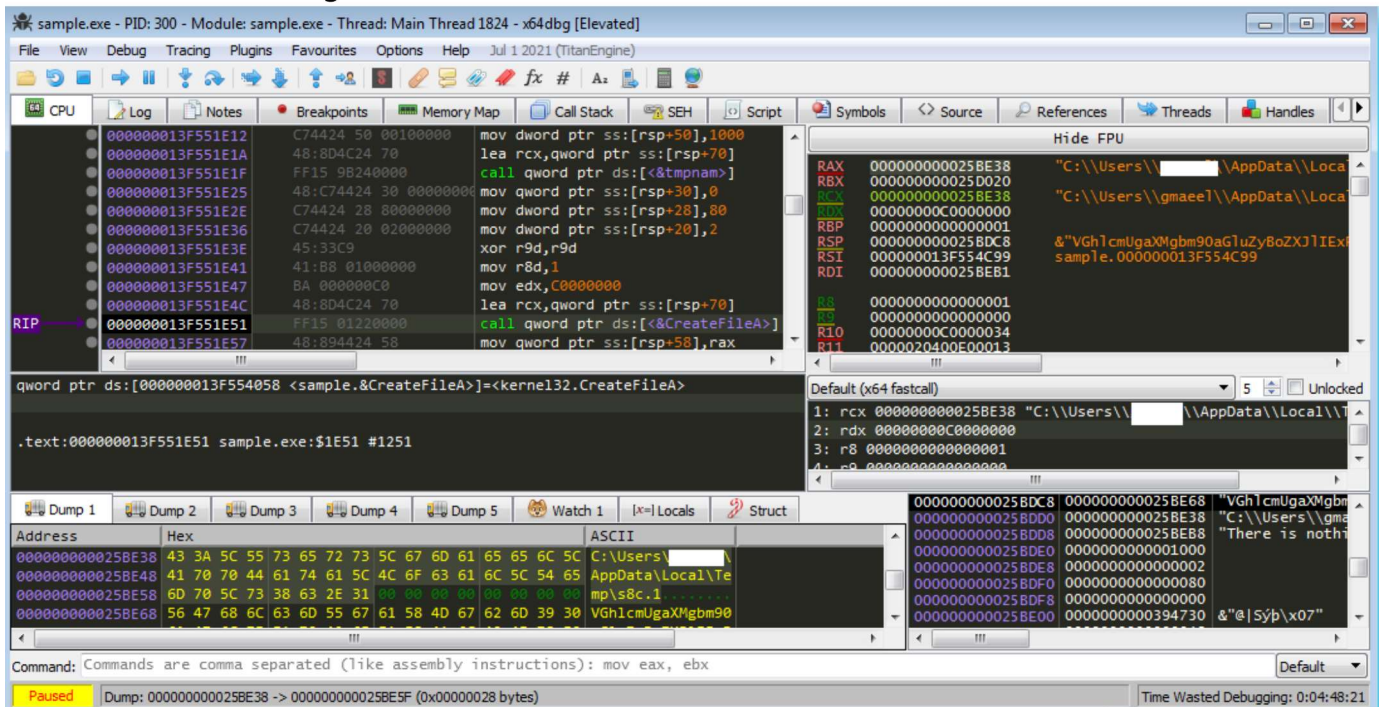 sample.exe - PID: 300 - Module: sample.exe - Thread: Main Thread 1824 - x64dbg [Elevated]
File View Debug Tracing Plugins Favourites Options Help Jul 1 2021 (TitanEngine)
CPU Log Notes Breakpoints Memory Map Call Stack SEH Script Symbols Source References Threads Handles
000000013F551E12 C74424 50 00100000 mov dword ptr ss:[rsp+50],1000
000000013F551E1A 48:8D4C24 70 lea rcx,qword ptr ss:[rsp+70]
000000013F551E1F FF15 9B240000 call qword ptr ds:[<&tmpnam>]
000000013F551E25 48:C74424 30 00000000 mov qword ptr ss:[rsp+30],0
000000013F551E2E C74424 28 80000000 mov dword ptr ss:[rsp+28],80
000000013F551E36 C74424 20 02000000 mov dword ptr ss:[rsp+20],2
000000013F551E3E 45:33C9 xor r9d,r9d
000000013F551E41 41:B8 01000000 mov r8d,1
000000013F551E47 BA 000000C0 mov edx,C0000000
000000013F551E4C 48:8D4C24 70 lea rcx,qword ptr ss:[rsp+70]
RIP 000000013F551E51 FF15 01220000 call qword ptr ds:[<&CreateFileA>]
000000013F551E57 48:894424 58 mov qword ptr ss:[rsp+58],rax
Hide FPU
RAX 000000000025BE38 "C:\\Users\\ \\AppData\\Loca
RBX 000000000025D020
RCX 000000000025BE38 "C:\\Users\\gmaeel\\AppData\\Loca
RDX 00000000C0000000
RBP 0000000000000001
RSP 000000000025BDC8 &"VGhlcmUgaXMgbm90aGluZyBoZXJlIEx
RSI 000000013F554C99 sample.000000013F554C99
RDI 000000000025BEB1
R8 0000000000000001
R9 0000000000000000
R10 00000000C0000034
R11 0000020400E00013
qword ptr ds:[000000013F554058 <sample.&CreateFileA>]=<kernel32.CreateFileA>
.text:000000013F551E51 sample.exe:$1E51 #1251
Default (x64 fastcall) 5 Unlocked
1: rcx 000000000025BE38 "C:\\Users\\ \\AppData\\Local\\T
2: rdx 00000000C0000000
3: r8 0000000000000001
4: r9 0000000000000000
Dump 1 Dump 2 Dump 3 Dump 4 Dump 5 Watch 1 [x=] Locals Struct
Address Hex ASCII
000000000025BE38 43 3A 5C 55 73 65 72 73 5C 67 6D 61 65 65 6C 5C C:\Users\
000000000025BE48 41 70 70 44 61 74 61 5C 4C 6F 63 61 6C 5C 54 65 AppData\Local\Te
000000000025BE58 6D 70 5C 73 38 63 2E 31 00 00 00 00 00 00 00 00 mp\s8c.1........
000000000025BE68 56 47 68 6C 63 6D 55 67 61 58 4D 67 62 6D 39 30 VGhlcmUgaXMgbm90
000000000025BDC8 000000000025BE68 "VGhlcmUgaXMgbm
000000000025BDD0 000000000025BE38 "C:\\Users\\gma
000000000025BDD8 000000000025BEB8 "There is nothi
000000000025BDE0 0000000000001000
000000000025BDE8 0000000000000002
000000000025BDF0 0000000000000080
000000000025BDF8 0000000000000000
000000000025BE00 0000000000394730 &"@|Sýþ\x07"
Command: Commands are comma separated (like assembly instructions): mov eax, ebx Default
Paused Dump: 000000000025BE38 -> 000000000025BE5F (0x00000028 bytes) Time Wasted Debugging: 0:04:48:21